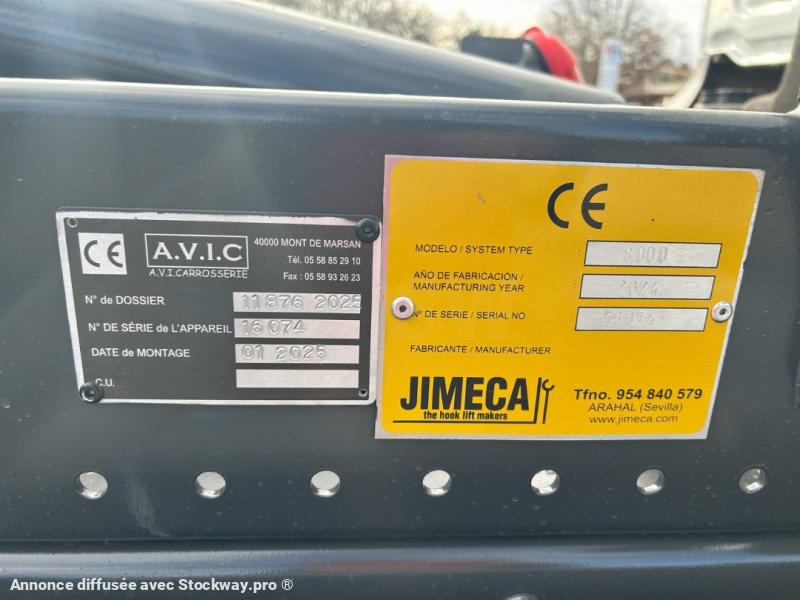 CE
A.V.I.C
A.V.I.CARROSSERIE
40000 MONT DE MARSAN
Tél. 05 58 85 29 10
Fax : 05 58 93 26 23
N° de DOSSIER 11876 2025
N° DE SÉRIE de L'APPAREIL 16074
DATE de MONTAGE 01 2025
C.U.
CE
MODELO / SYSTEM TYPE 8000
AÑO DE FABRICACIÓN /
MANUFACTURING YEAR 2024
Nº DE SERIE / SERIAL NO.
FABRICANTE / MANUFACTURER
JIMECA
the hook lift makers
Tfno. 954 840 579
ARAHAL (Sevilla)
www.jimeca.com
Annonce diffusée avec Stockway.pro ®